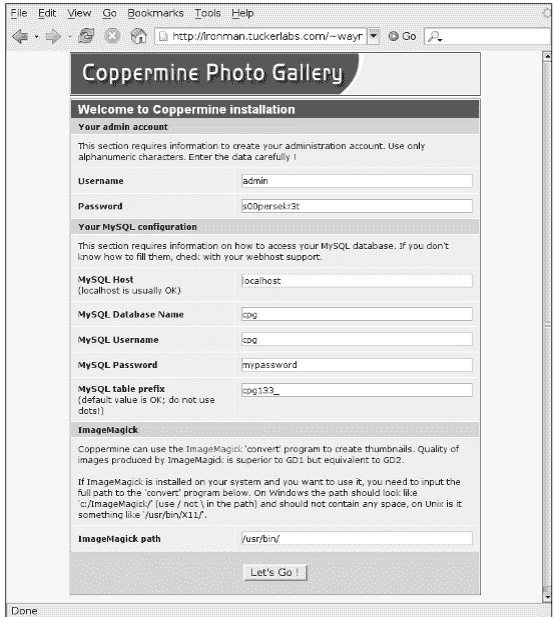 File Edit View Go Bookmarks Tools Help
http://ironman.tuckerlabs.com/~wayr Go
Coppermine Photo Gallery
Welcome to Coppermine installation
Your admin account
This section requires information to create your administration account. Use only
alphanumeric characters. Enter the data carefully !
Username admin
Password s00persekr3t
Your MySQL configuration
This section requires information on how to access your MySQL database. If you don't
know how to fill them, check with your webhost support.
MySQL Host localhost
(localhost is usually OK)
MySQL Database Name cpg
MySQL Username cpg
MySQL Password mypassword
MySQL table prefix cpg133_
(default value is OK; do not use
dots!)
ImageMagick
Coppermine can use the ImageMagick 'convert' program to create thumbnails. Quality of
images produced by ImageMagick is superior to GD1 but equivalent to GD2.
If ImageMagick is installed on your system and you want to use it, you need to input the
full path to the 'convert' program below. On Windows the path should look like
'c:/ImageMagick/' (use / not \ in the path) and should not contain any space, on Unix is it
something like '/usr/bin/X11/'.
ImageMagick path /usr/bin/
Let's Go !
Done